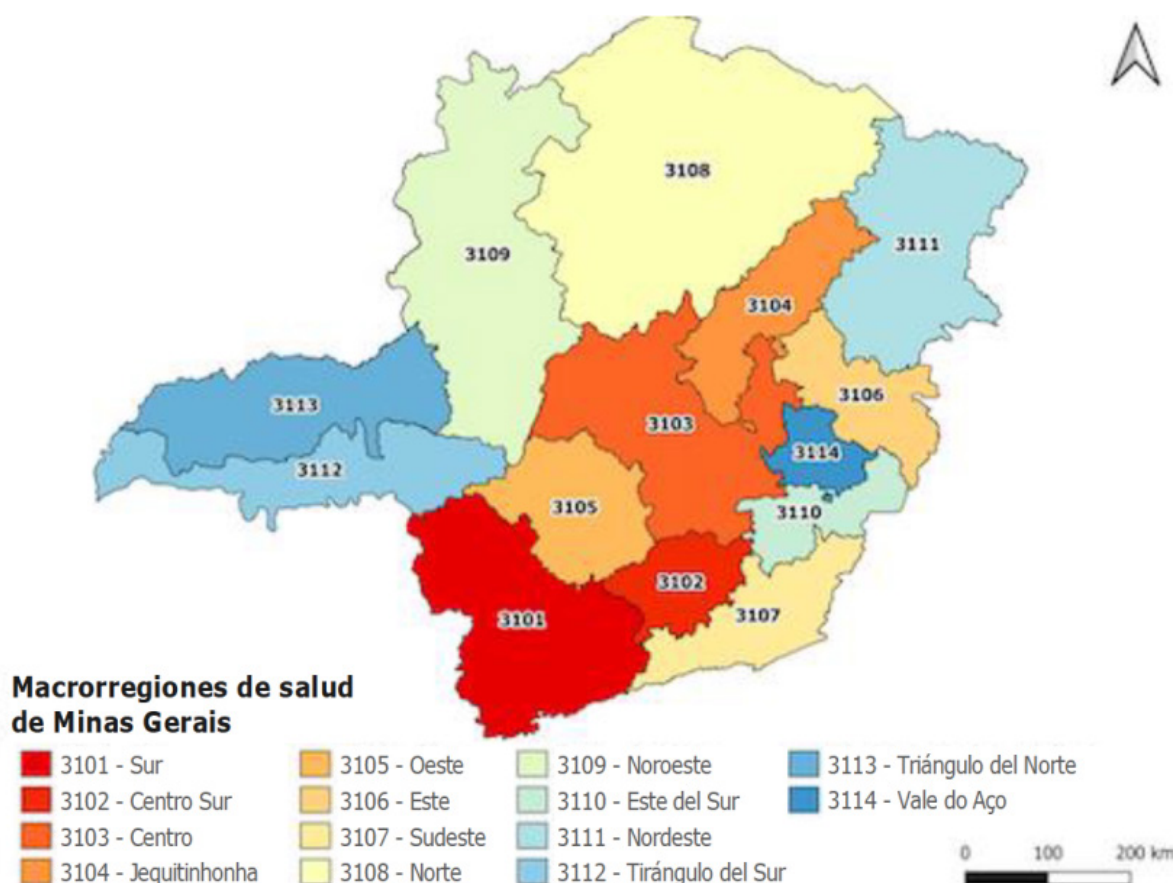 3108
3111
3109
3104
3106
3113
3103
3114
3112
3105
3110
3102
3107
3101
Macrorregiones de salud
de Minas Gerais
3101 - Sur
3102 - Centro Sur
3103 - Centro
3104 - Jequitinhonha
3105 - Oeste
3106 - Este
3107 - Sudeste
3108 - Norte
3109 - Noroeste
3110 - Este del Sur
3111 - Nordeste
3112 - Tirángulo del Sur
3113 - Triángulo del Norte
3114 - Vale do Aço
0 100 200 km